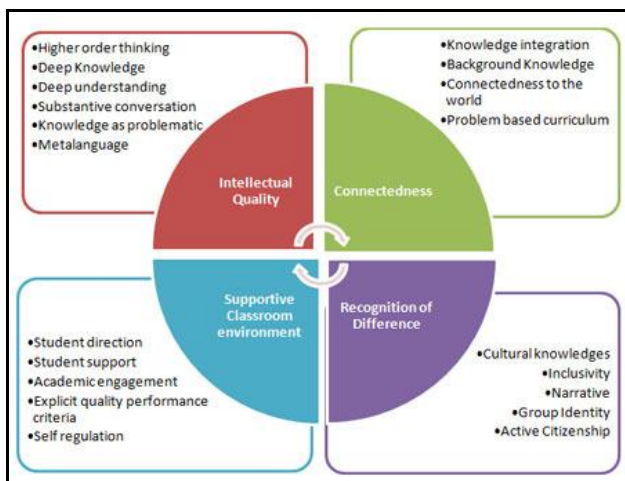 •Higher order thinking
•Deep Knowledge
•Deep understanding
•Substantive conversation
•Knowledge as problematic
•Metalanguage
•Knowledge integration
•Background Knowledge
•Connectedness to the
world
•Problem based curriculum
Intellectual
Quality
Connectedness
Supportive
Classroom
environment
Recognition of
Difference
•Student direction
•Student support
•Academic engagement
•Explicit quality performance
criteria
•Self regulation
•Cultural knowledges
•Inclusivity
•Narrative
•Group Identity
•Active Citizenship